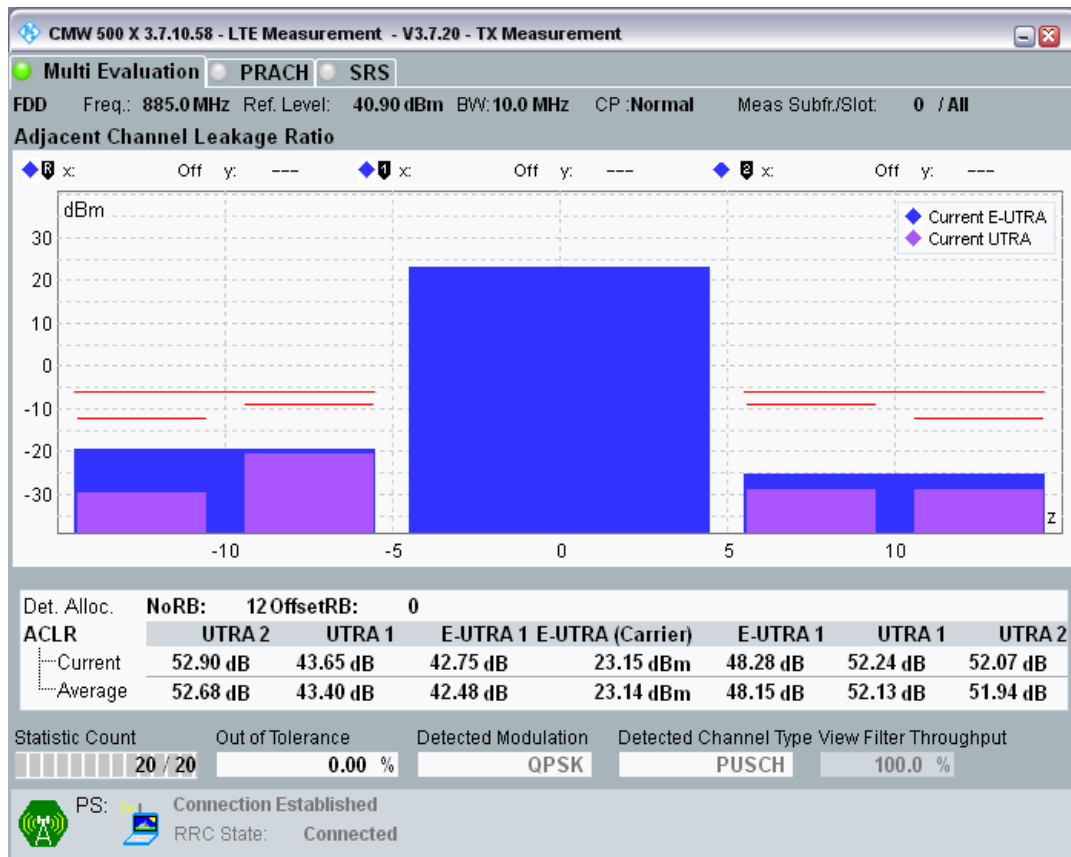 CMW 500 X 3.7.10.58 - LTE Measurement - V3.7.20 - TX Measurement
Multi Evaluation PRACH SRS
FDD Freq.: 885.0 MHz Ref. Level: 40.90 dBm BW: 10.0 MHz CP :Normal Meas Subfr./Slot: 0 / All
Adjacent Channel Leakage Ratio
R x: Off y: --- 1 x: Off y: --- 2 x: Off y: ---
dBm
Current E-UTRA
Current UTRA
30
20
10
0
-10
-20
-30
z
-10 -5 0 5 10
Det. Alloc. NoRB: 12 OffsetRB: 0
ACLR UTRA 2 UTRA 1 E-UTRA 1 E-UTRA (Carrier) E-UTRA 1 UTRA 1 UTRA 2
Current 52.90 dB 43.65 dB 42.75 dB 23.15 dBm 48.28 dB 52.24 dB 52.07 dB
Average 52.68 dB 43.40 dB 42.48 dB 23.14 dBm 48.15 dB 52.13 dB 51.94 dB
Statistic Count Out of Tolerance Detected Modulation Detected Channel Type View Filter Throughput
20 / 20 0.00 % QPSK PUSCH 100.0 %
PS: Connection Established
RRC State: Connected